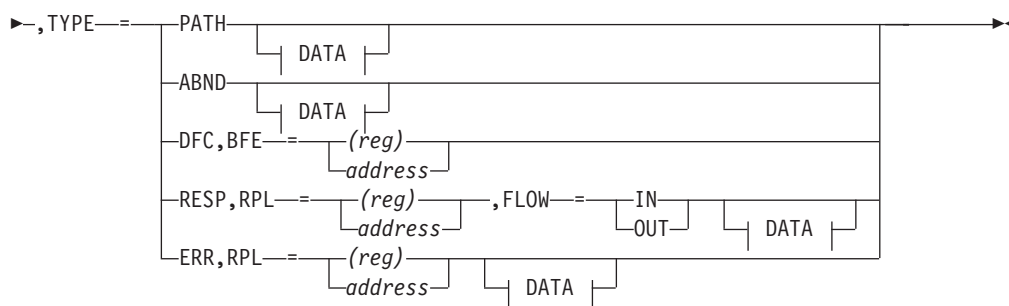 ,TYPE = PATH
DATA
ABND
DATA
DFC,BFE = (reg)
address
RESP,RPL = (reg) ,FLOW = IN
address OUT DATA
ERR,RPL = (reg)
address DATA